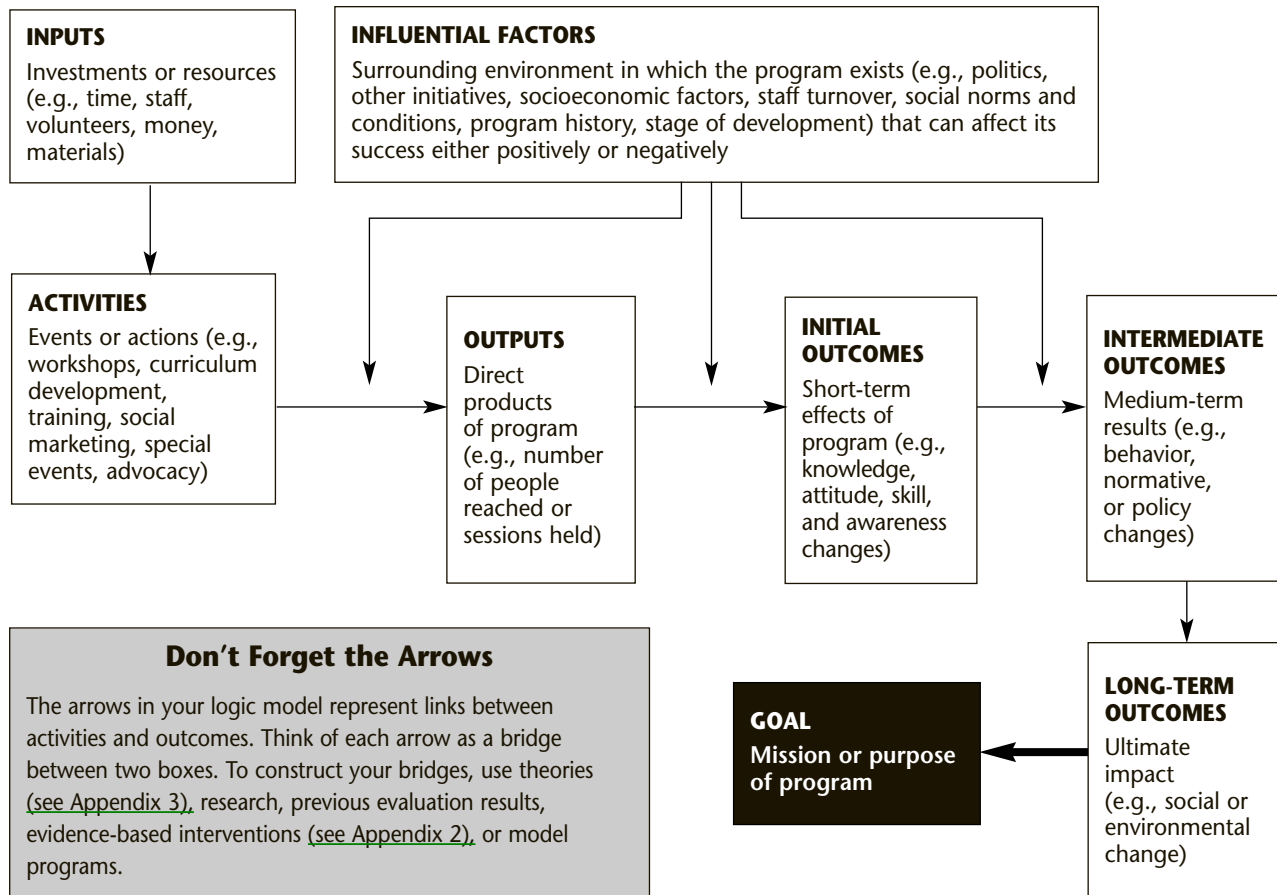 INPUTS
Investments or resources
(e.g., time, staff,
volunteers, money,
materials)
INFLUENTIAL FACTORS
Surrounding environment in which the program exists (e.g., politics,
other initiatives, socioeconomic factors, staff turnover, social norms and
conditions, program history, stage of development) that can affect its
success either positively or negatively
ACTIVITIES
Events or actions (e.g.,
workshops, curriculum
development,
training, social
marketing, special
events, advocacy)
OUTPUTS
Direct
products
of program
(e.g., number
of people
reached or
sessions held)
INITIAL
OUTCOMES
Short-term
effects of
program (e.g.,
knowledge,
attitude, skill,
and awareness
changes)
INTERMEDIATE
OUTCOMES
Medium-term
results (e.g.,
behavior,
normative,
or policy
changes)
LONG-TERM
OUTCOMES
Ultimate
impact
(e.g., social or
environmental
change)
GOAL
Mission or purpose
of program
Don't Forget the Arrows
The arrows in your logic model represent links between
activities and outcomes. Think of each arrow as a bridge
between two boxes. To construct your bridges, use theories
(see Appendix 3), research, previous evaluation results,
evidence-based interventions (see Appendix 2), or model
programs.